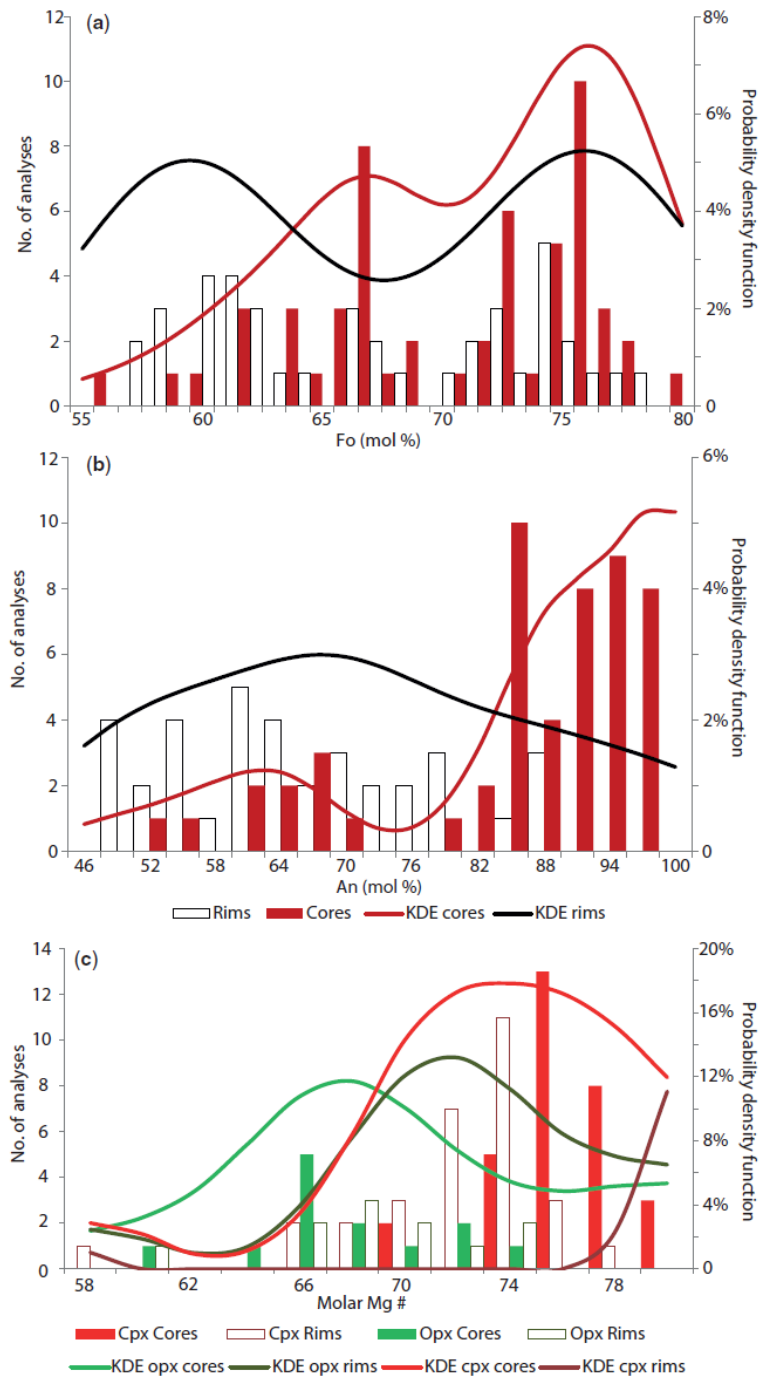 (a)
12
10
8
6
4
2
0
No. of analyses
8%
6%
4%
2%
0
Probability density function
55 60 65 70 75 80
Fo (mol %)
(b)
12
10
8
6
4
2
0
No. of analyses
6%
4%
2%
0
Probability density function
46 52 58 64 70 76 82 88 94 100
An (mol %)
Rims Cores KDE cores KDE rims
(c)
14
12
10
8
6
4
2
0
No. of analyses
20%
16%
12%
8%
4%
0
Probability density function
58 62 66 70 74 78
Molar Mg #
Cpx Cores Cpx Rims Opx Cores Opx Rims
KDE opx cores KDE opx rims KDE cpx cores KDE cpx rims